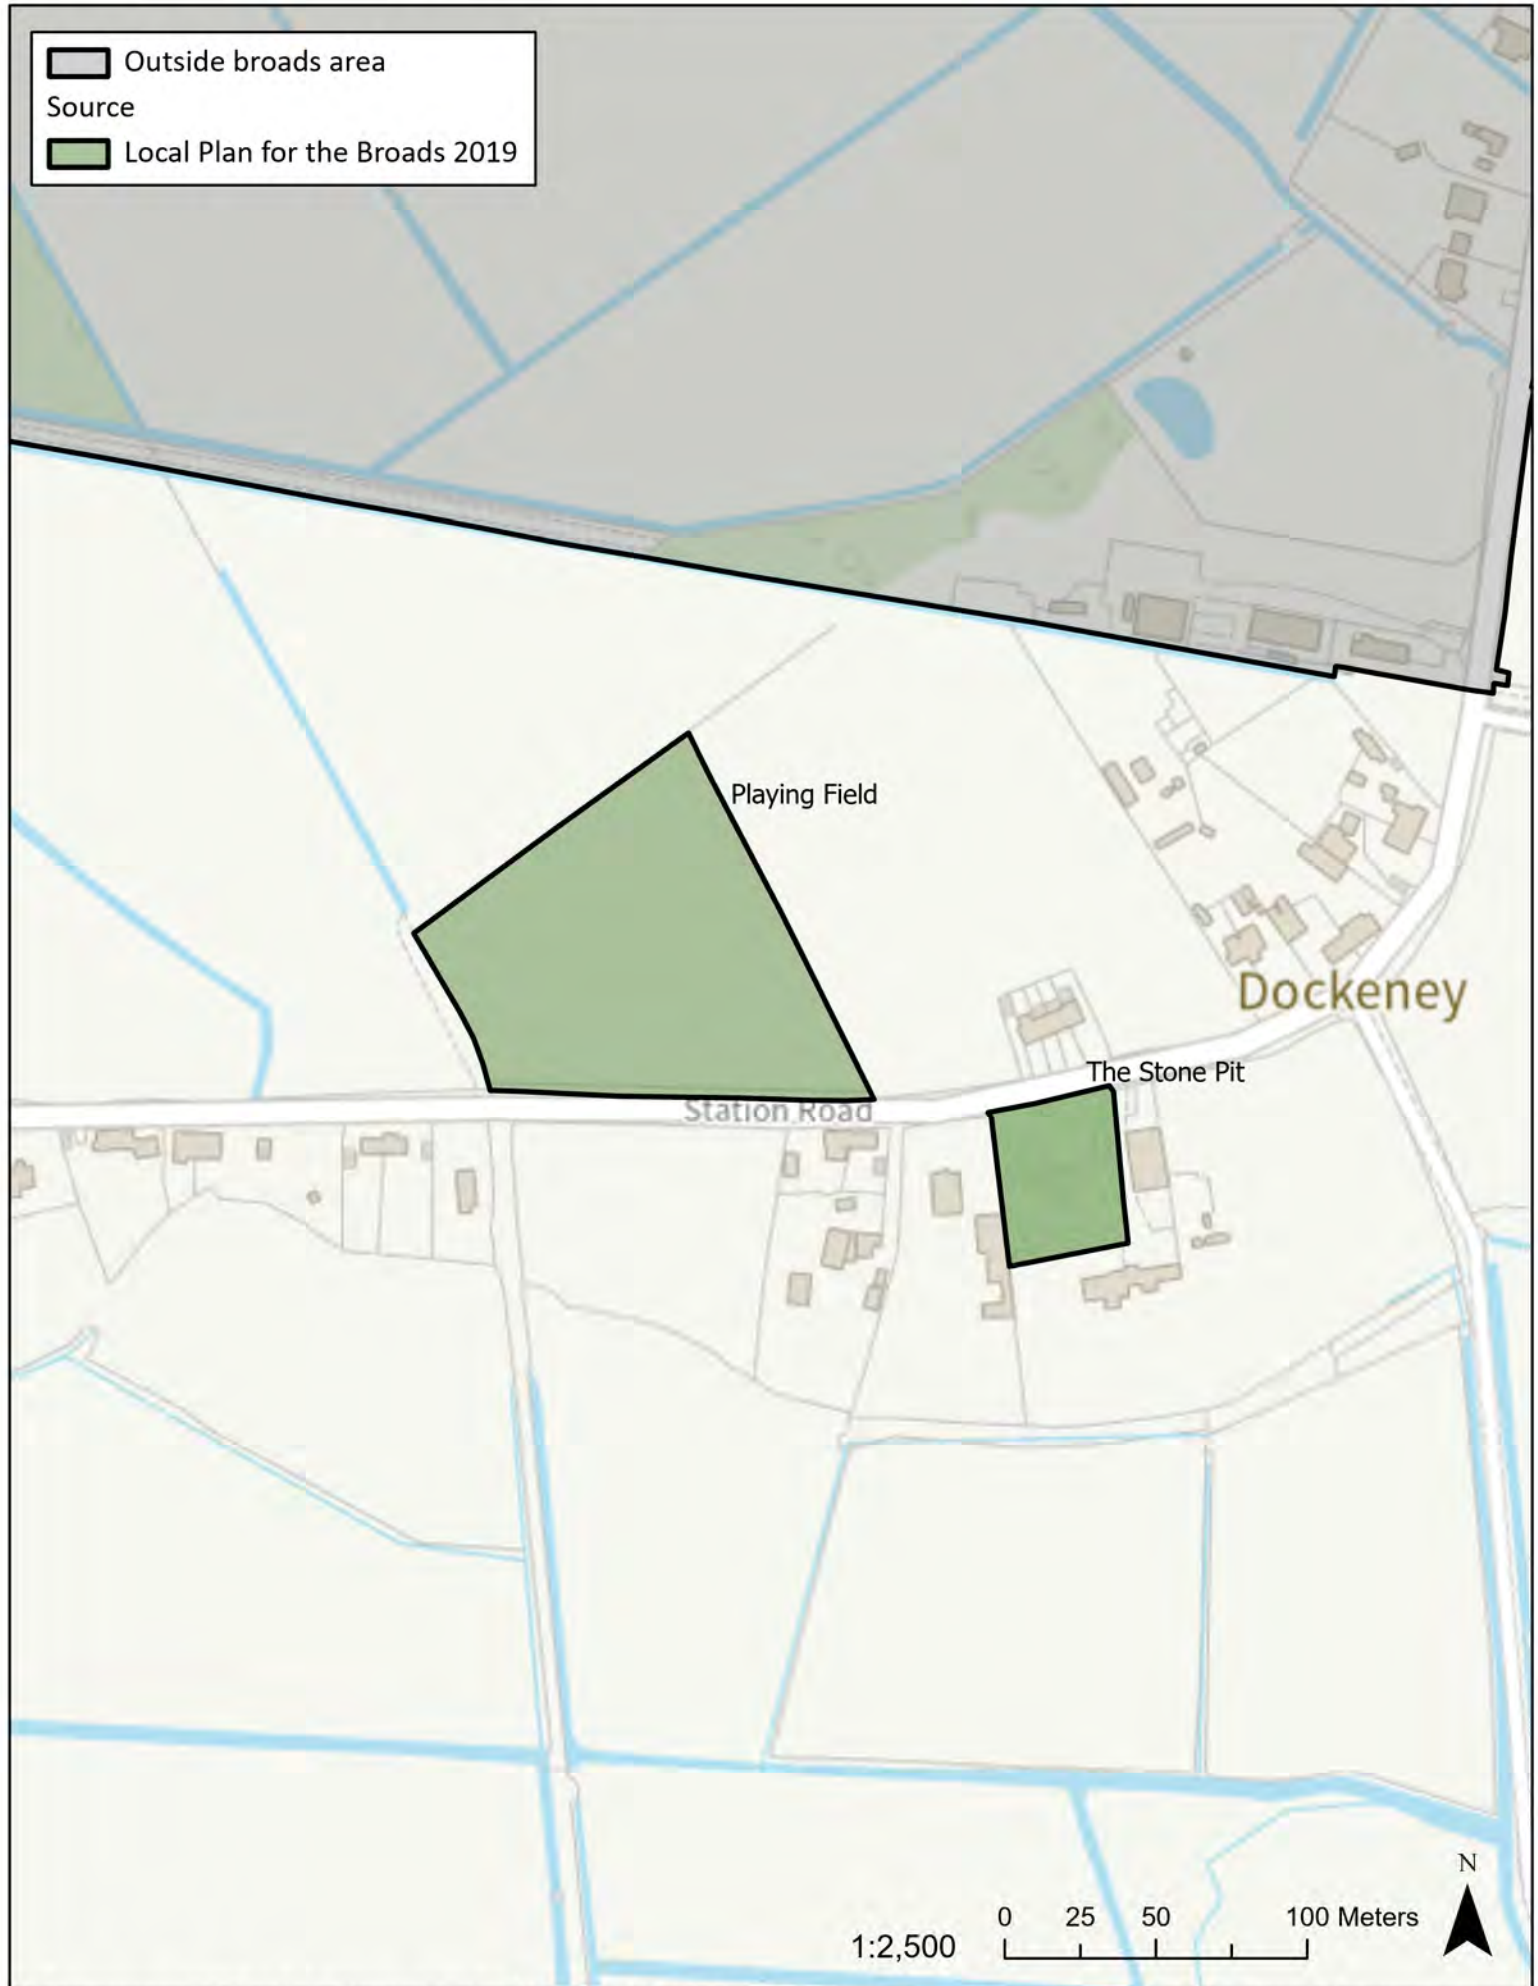 Outside broads area
Source
Local Plan for the Broads 2019
Playing Field
Dockeney
The Stone Pit
Station Road
N
0 25 50 100 Meters
1:2,500